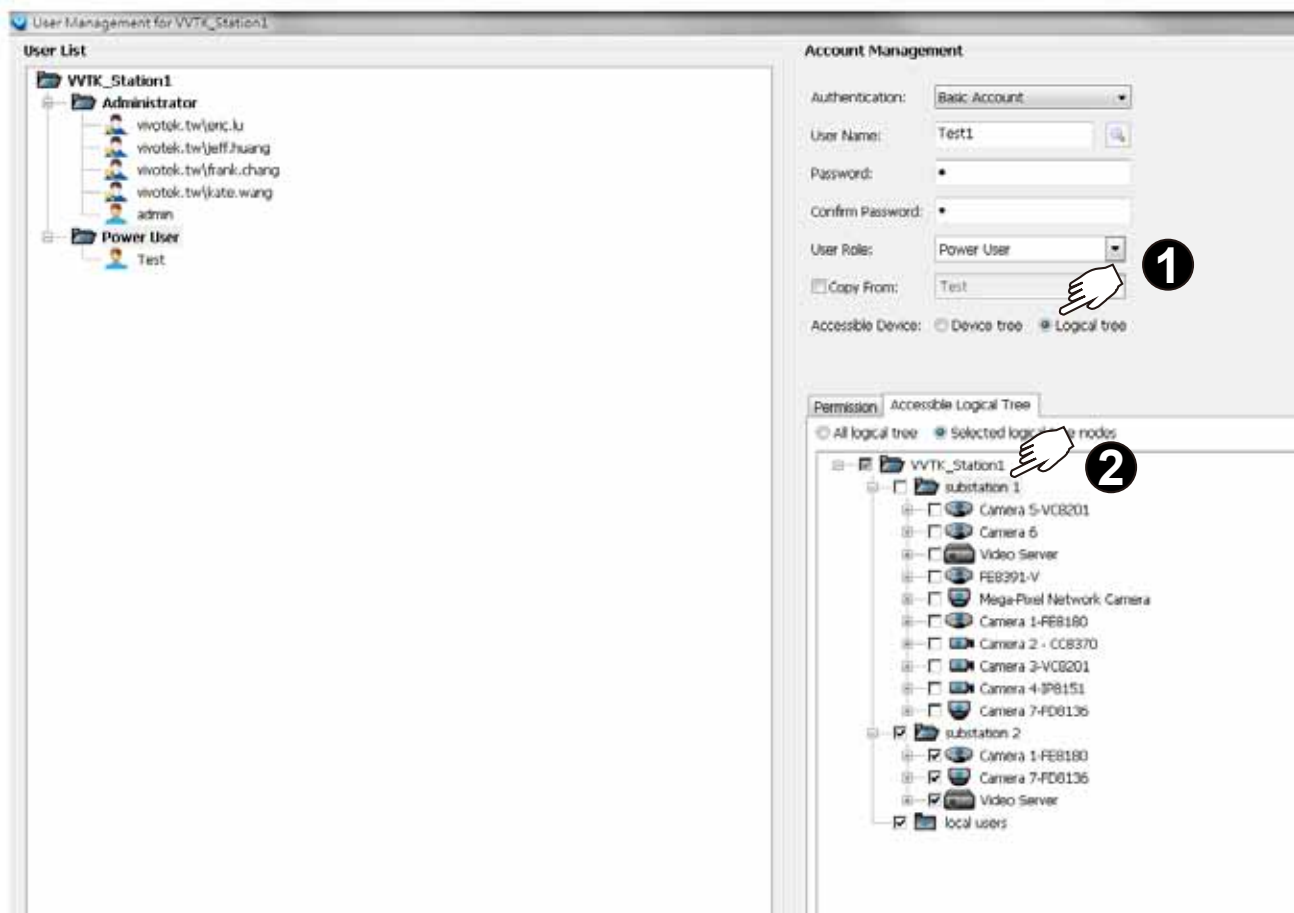 User Management for VVTK_Station1
User List
VVTK_Station1
Administrator
vivotek.tw\eric.lu
vivotek.tw\jeff.huang
vivotek.tw\frank.chang
vivotek.tw\kate.wang
admin
Power User
Test
Account Management
Authentication: Basic Account
User Name: Test1
Password: •
Confirm Password: •
User Role: Power User
1
Copy From: Test
Accessible Device: Device tree Logical tree
Permission Accessible Logical Tree
All logical tree Selected logical tree nodes
2
VVTK_Station1
substation 1
Camera 5-VC8201
Camera 6
Video Server
FE8391-V
Mega-Pixel Network Camera
Camera 1-FE8180
Camera 2 - CC8370
Camera 3-VC8201
Camera 4-IP8151
Camera 7-FD8136
substation 2
Camera 1-FE8180
Camera 7-FD8136
Video Server
local users